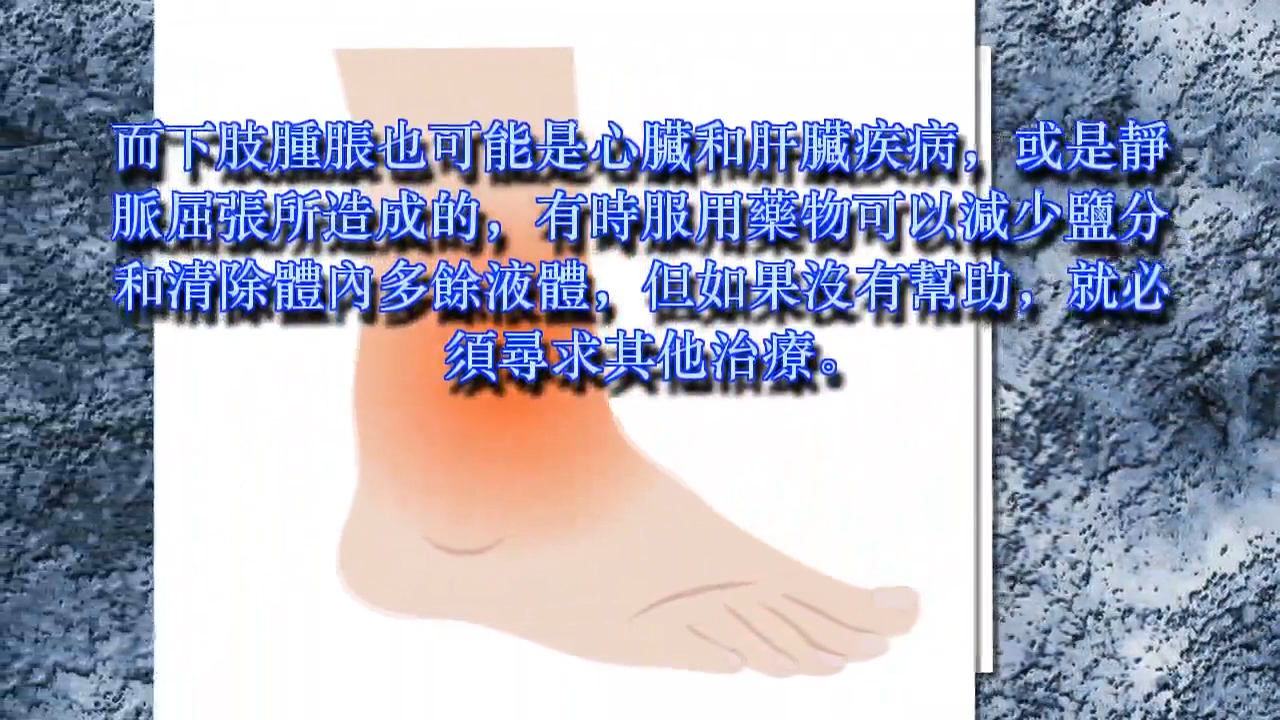 而下肢腫脹也可能是心臟和肝臟疾病，或是靜
脈屈張所造成的，有時服用藥物可以減少鹽分
和清除體內多餘液體，但如果沒有幫助，就必
須尋求其他治療。